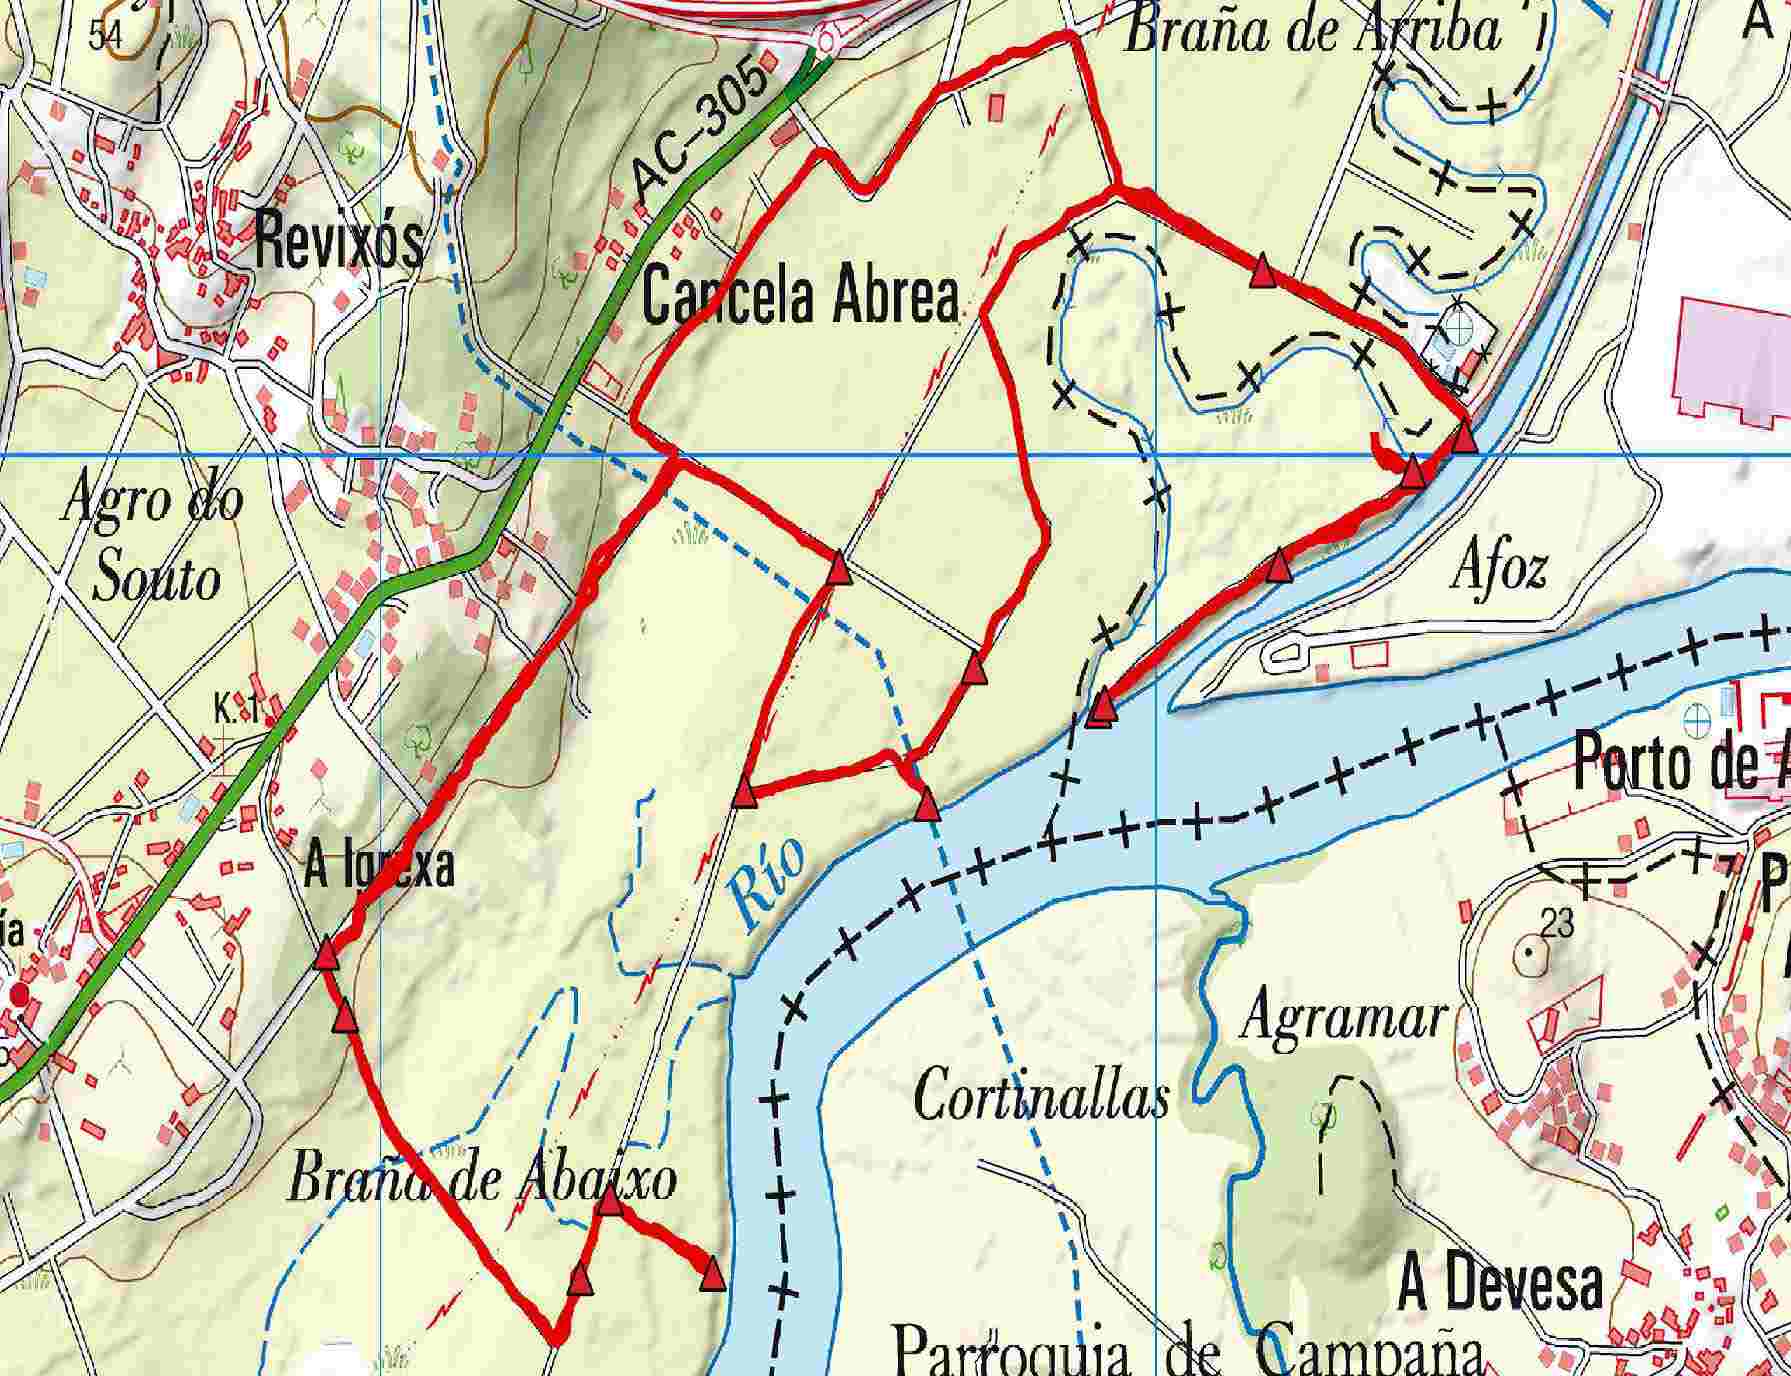 54
Braña de Arriba
A
AC-305
Revixós
Cancela Abrea
Agro do
Souto
Afoz
K. 1
Porto de A
A Igrexa
P
Río
ía
23
Agramar
Cortinallas
Braña de Abaixo
A Devesa
Parroquia de Campaña